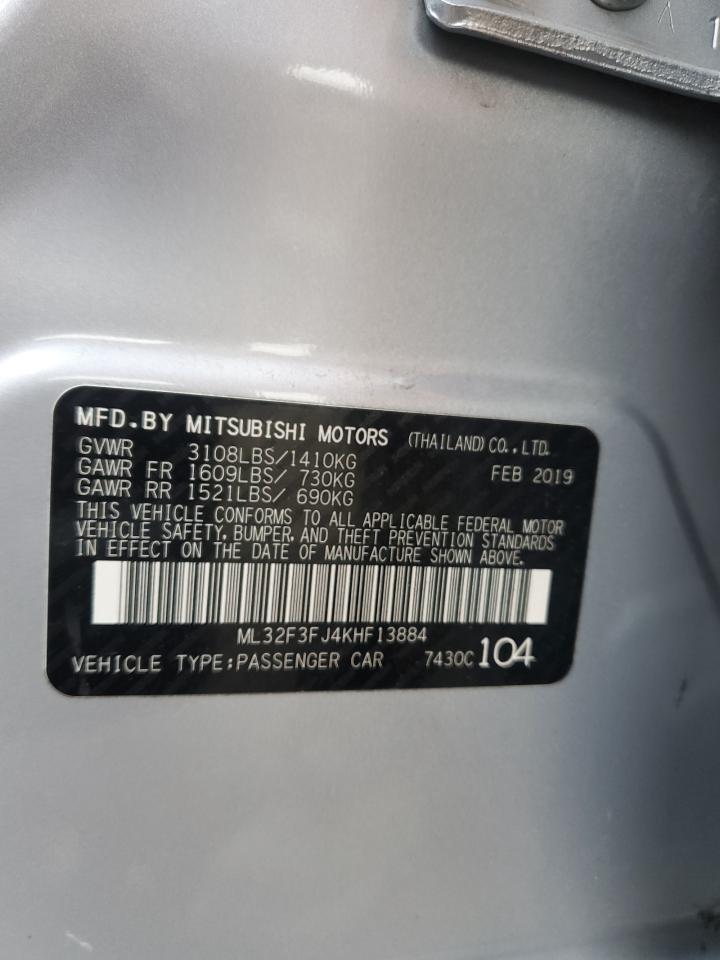 MFD.BY MITSUBISHI MOTORS (THAILAND) CO.,LTD.
GVWR 3108LBS/1410KG FEB 2019
GAWR FR 1609LBS/ 730KG
GAWR RR 1521LBS/ 690KG
THIS VEHICLE CONFORMS TO ALL APPLICABLE FEDERAL MOTOR
VEHICLE SAFETY, BUMPER, AND THEFT PREVENTION STANDARDS
IN EFFECT ON THE DATE OF MANUFACTURE SHOWN ABOVE.
ML32F3FJ4KHF13884
VEHICLE TYPE:PASSENGER CAR 7430C 104